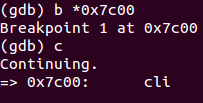 (gdb) b *0x7c00
Breakpoint 1 at 0x7c00
(gdb) c
Continuing.
=> 0x7c00:      cli